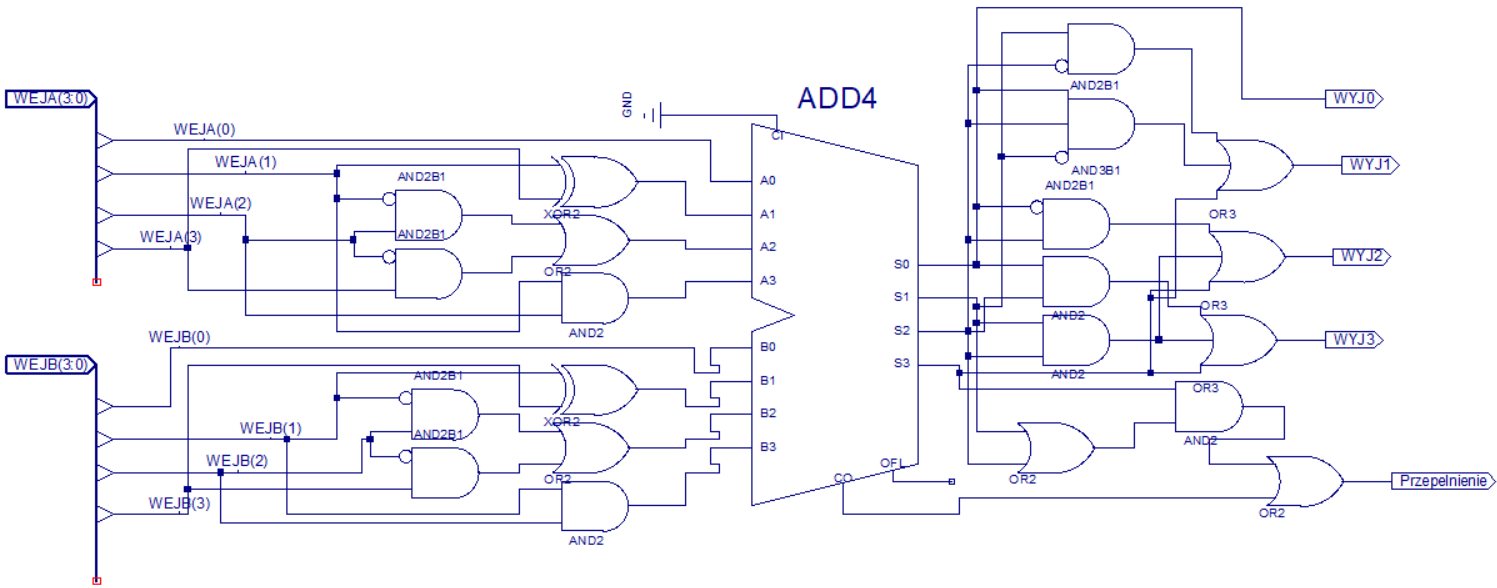 WEJA(3:0)
WEJA(0)
WEJA(1)
WEJA(2)
WEJA(3)
AND2B1
AND2B1
XOR2
OR2
AND2
GND
ADD4
CI
A0
A1
A2
A3
WEJB(3:0)
WEJB(0)
WEJB(1)
WEJB(2)
WEJB(3)
AND2B1
AND2B1
XOR2
OR2
AND2
B0
B1
B2
B3
S0
S1
S2
S3
OFL
CO
AND2B1
AND3B1
AND2B1
AND2
AND2
OR3
OR3
OR3
AND2
OR2
OR2
WYJ0
WYJ1
WYJ2
WYJ3
Przepelnienie